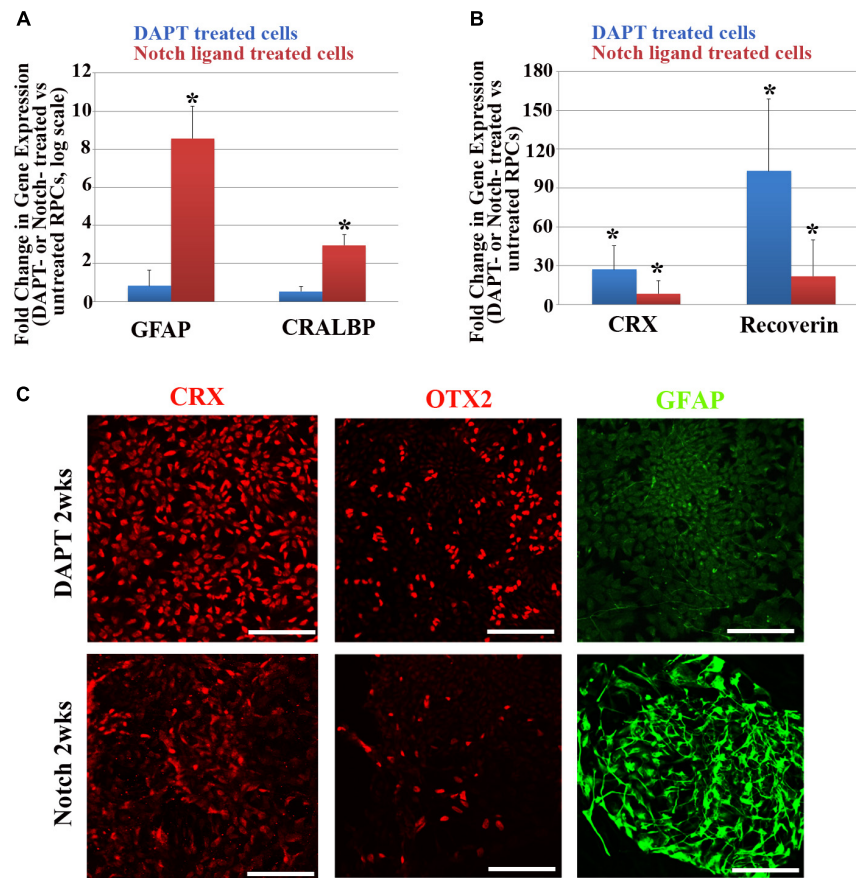 A
DAPT treated cells
Notch ligand treated cells
Fold Change in Gene Expression
(DAPT- or Notch- treated vs
untreated RPCs, log scale)
12
10
8
6
4
2
0
*
*
GFAP
CRALBP
B
DAPT treated cells
Notch ligand treated cells
Fold Change in Gene Expression
(DAPT- or Notch- treated vs
untreated RPCs)
180
150
120
90
60
30
0
*
*
*
*
CRX
Recoverin
C
CRX
OTX2
GFAP
DAPT 2wks
Notch 2wks